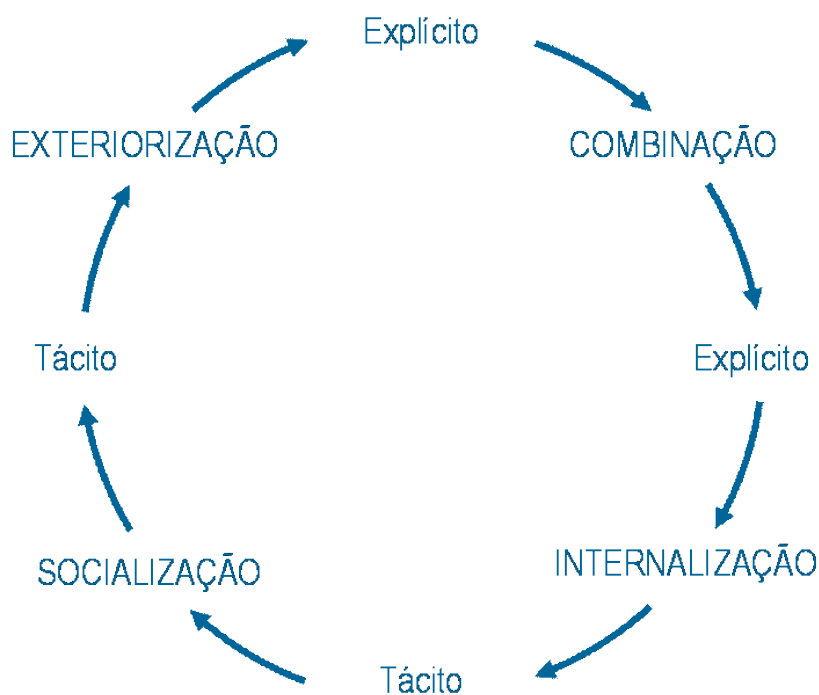 Explícito
EXTERIORIZAÇÃO
COMBINAÇÃO
Tácito
Explícito
SOCIALIZAÇÃO
INTERNALIZAÇÃO
Tácito